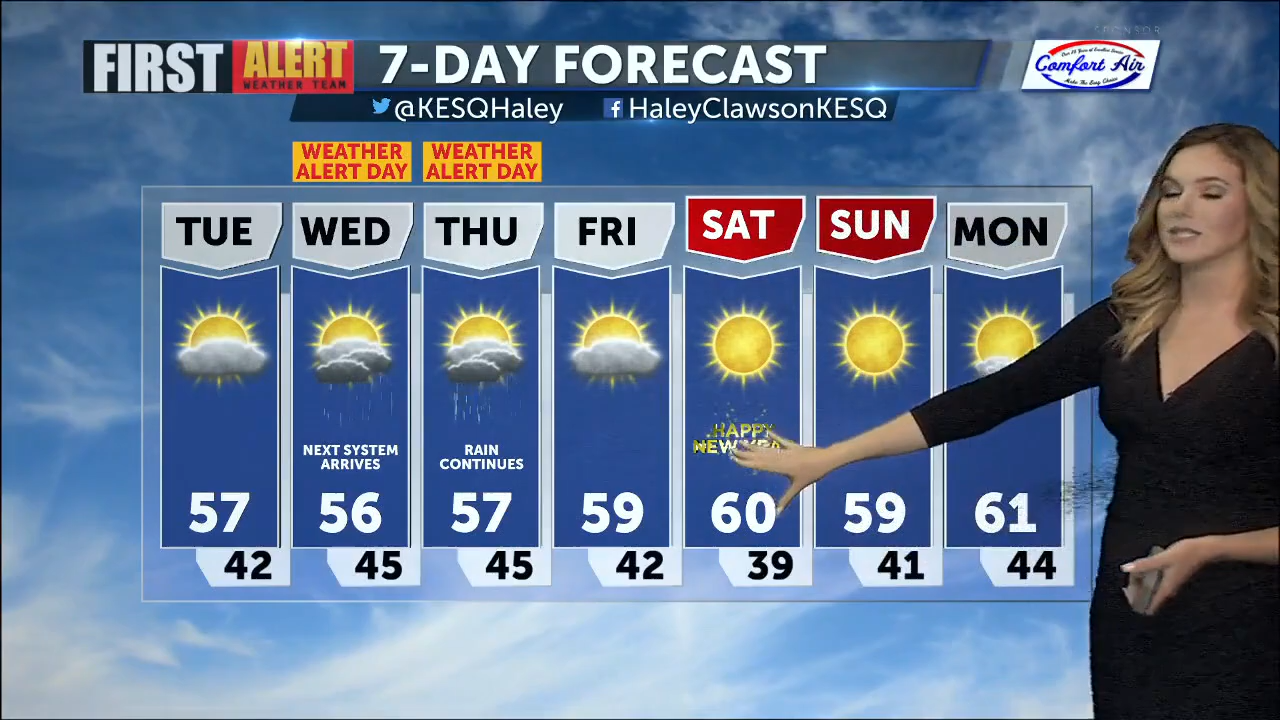 SPONSOR
FIRST ALERT
WEATHER TEAM
7-DAY FORECAST
Comfort Air
@KESQHaley
HaleyClawsonKESQ
WEATHER
ALERT DAY
WEATHER
ALERT DAY
TUE
WED
THU
FRI
SAT
SUN
MON
NEXT SYSTEM
ARRIVES
RAIN
CONTINUES
HAPPY
NEW
57
56
57
59
60
59
61
42
45
45
42
39
41
44